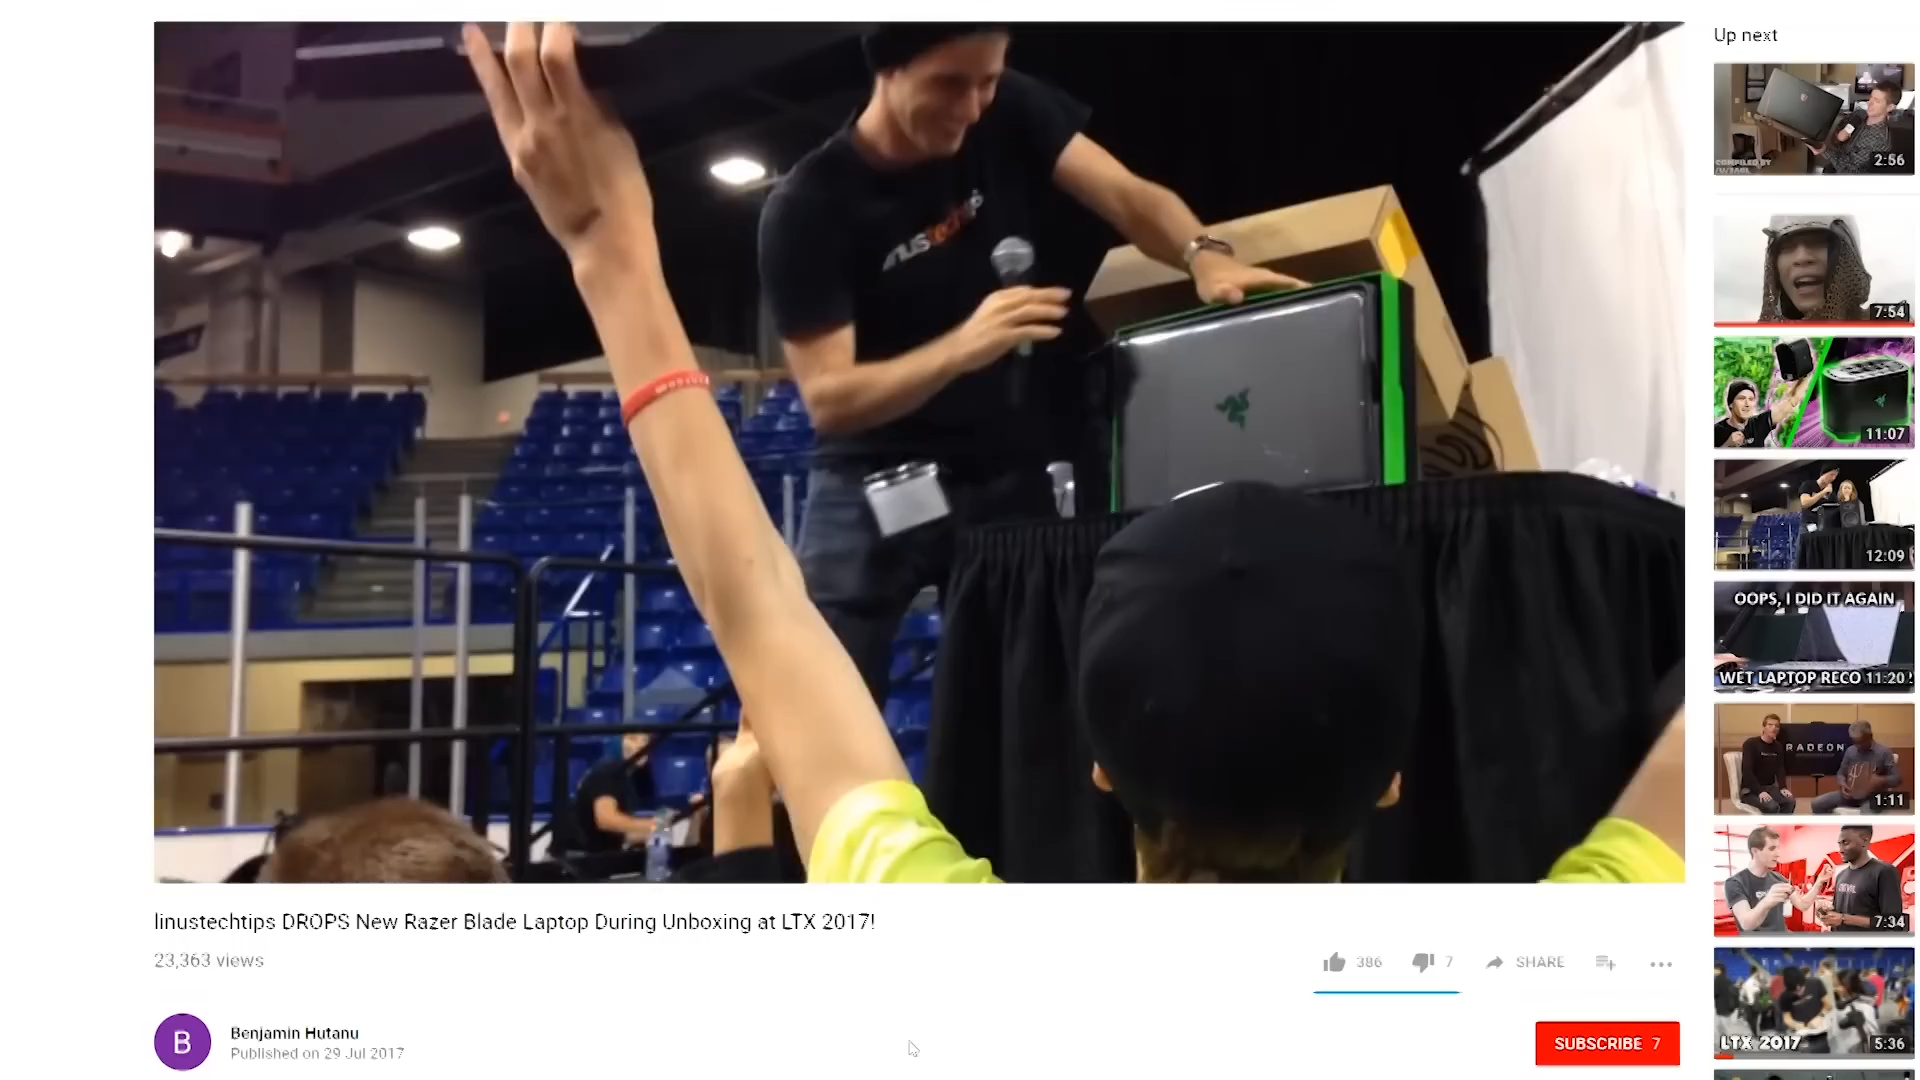 Up next
2:56
7:54
11:07
12:09
OOPS, I DID IT AGAIN
WET LAPTOP RECO 11:20
RADEON
1:11
7:34
LTX 2017
5:36
linustechtips DROPS New Razer Blade Laptop During Unboxing at LTX 2017!
23,363 views
386
7
SHARE
B
Benjamin Hutanu
Published on 29 Jul 2017
SUBSCRIBE 7